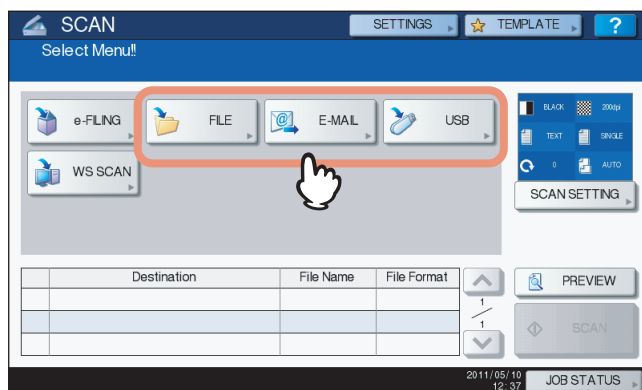 SCAN
SETTINGS
TEMPLATE
?
Select Menu!!
e-FILING
FILE
E-MAIL
USB
BLACK
200dpi
TEXT
SINGLE
0
AUTO
WS SCAN
SCAN SETTING
Destination
File Name
File Format
1
1
PREVIEW
SCAN
2011/05/10
12:37
JOB STATUS